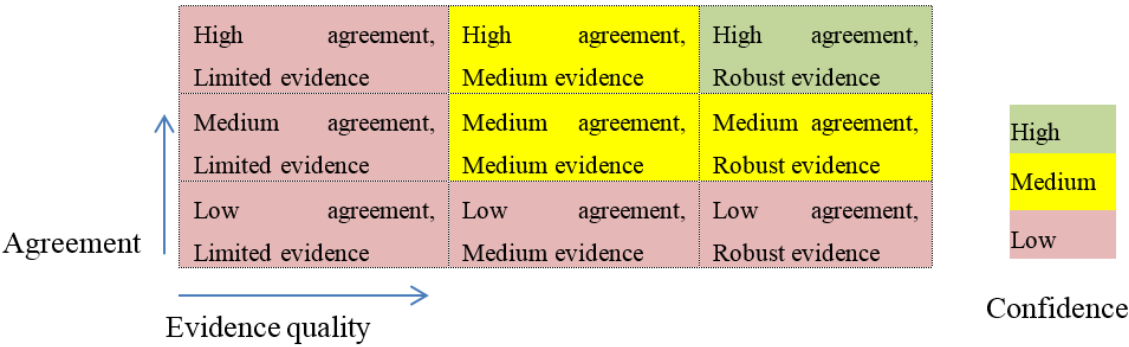 High agreement,
Limited evidence
High agreement,
Medium evidence
High agreement,
Robust evidence
Medium agreement,
Limited evidence
Medium agreement,
Medium evidence
Medium agreement,
Robust evidence
Low agreement,
Limited evidence
Low agreement,
Medium evidence
Low agreement,
Robust evidence
Agreement
Evidence quality
High
Medium
Low
Confidence